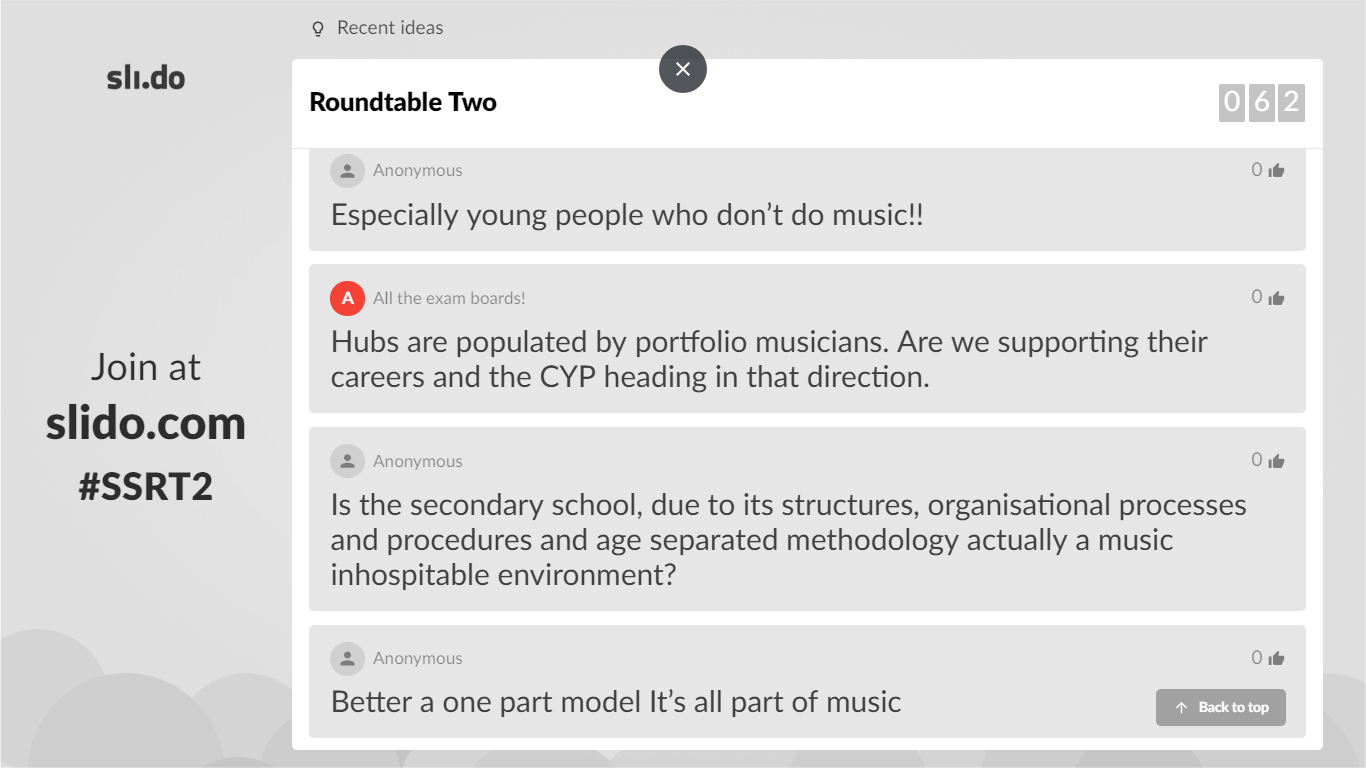 Recent ideas
sli.do
Roundtable Two
062
Anonymous
0
Especially young people who don’t do music!!
A
All the exam boards!
0
Hubs are populated by portfolio musicians. Are we supporting their
careers and the CYP heading in that direction.
Join at
slido.com
#SSRT2
Anonymous
0
Is the secondary school, due to its structures, organisational processes
and procedures and age separated methodology actually a music
inhospitable environment?
Anonymous
0
Better a one part model It’s all part of music
Back to top